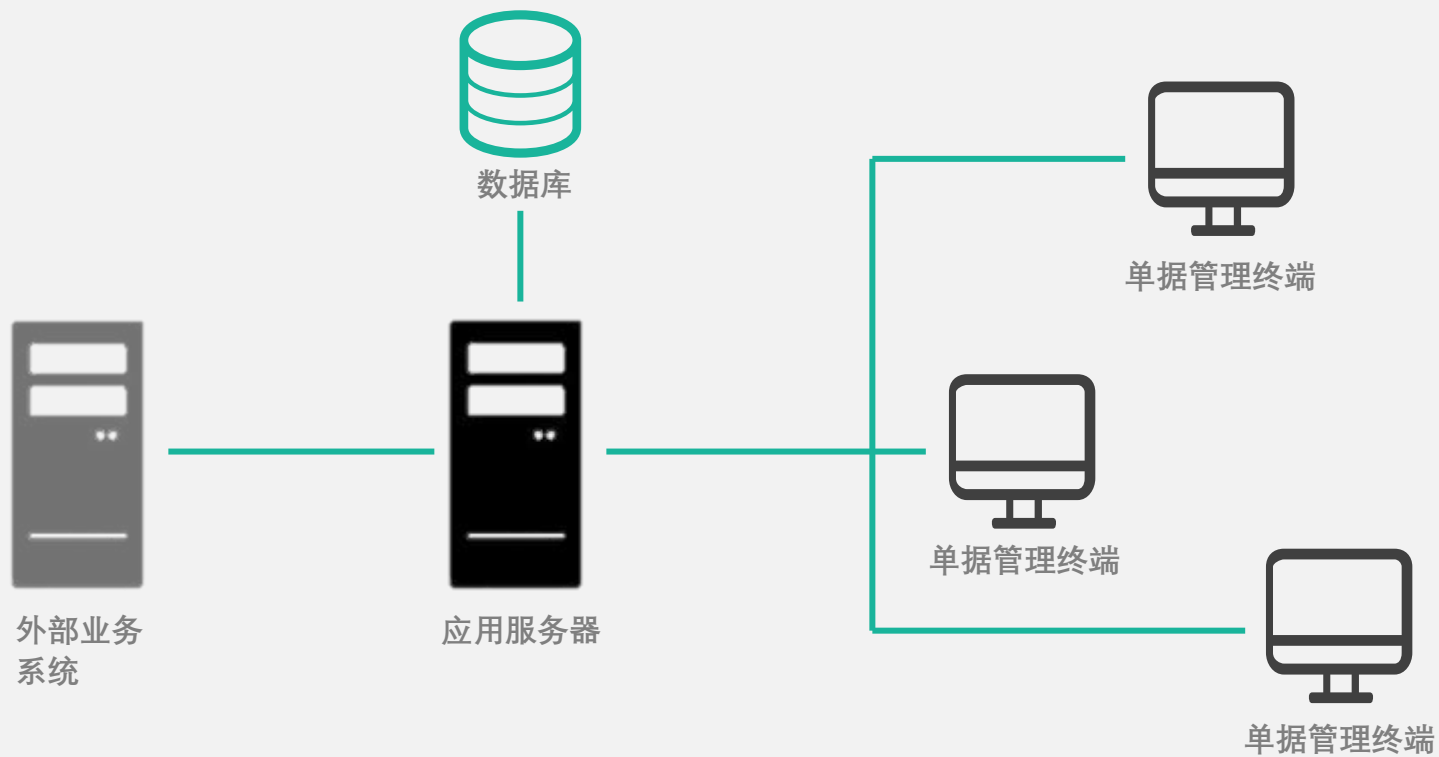 数据库
单据管理终端
单据管理终端
外部业务
系统
应用服务器
单据管理终端